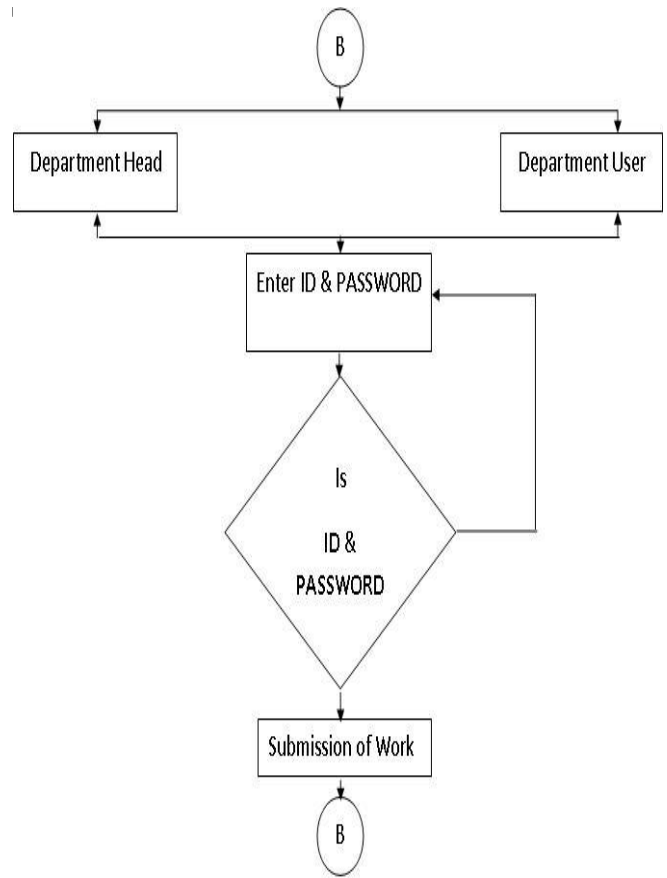 B
Department Head
Department User
Enter ID & PASSWORD
Is
ID &
PASSWORD
Submission of Work
B